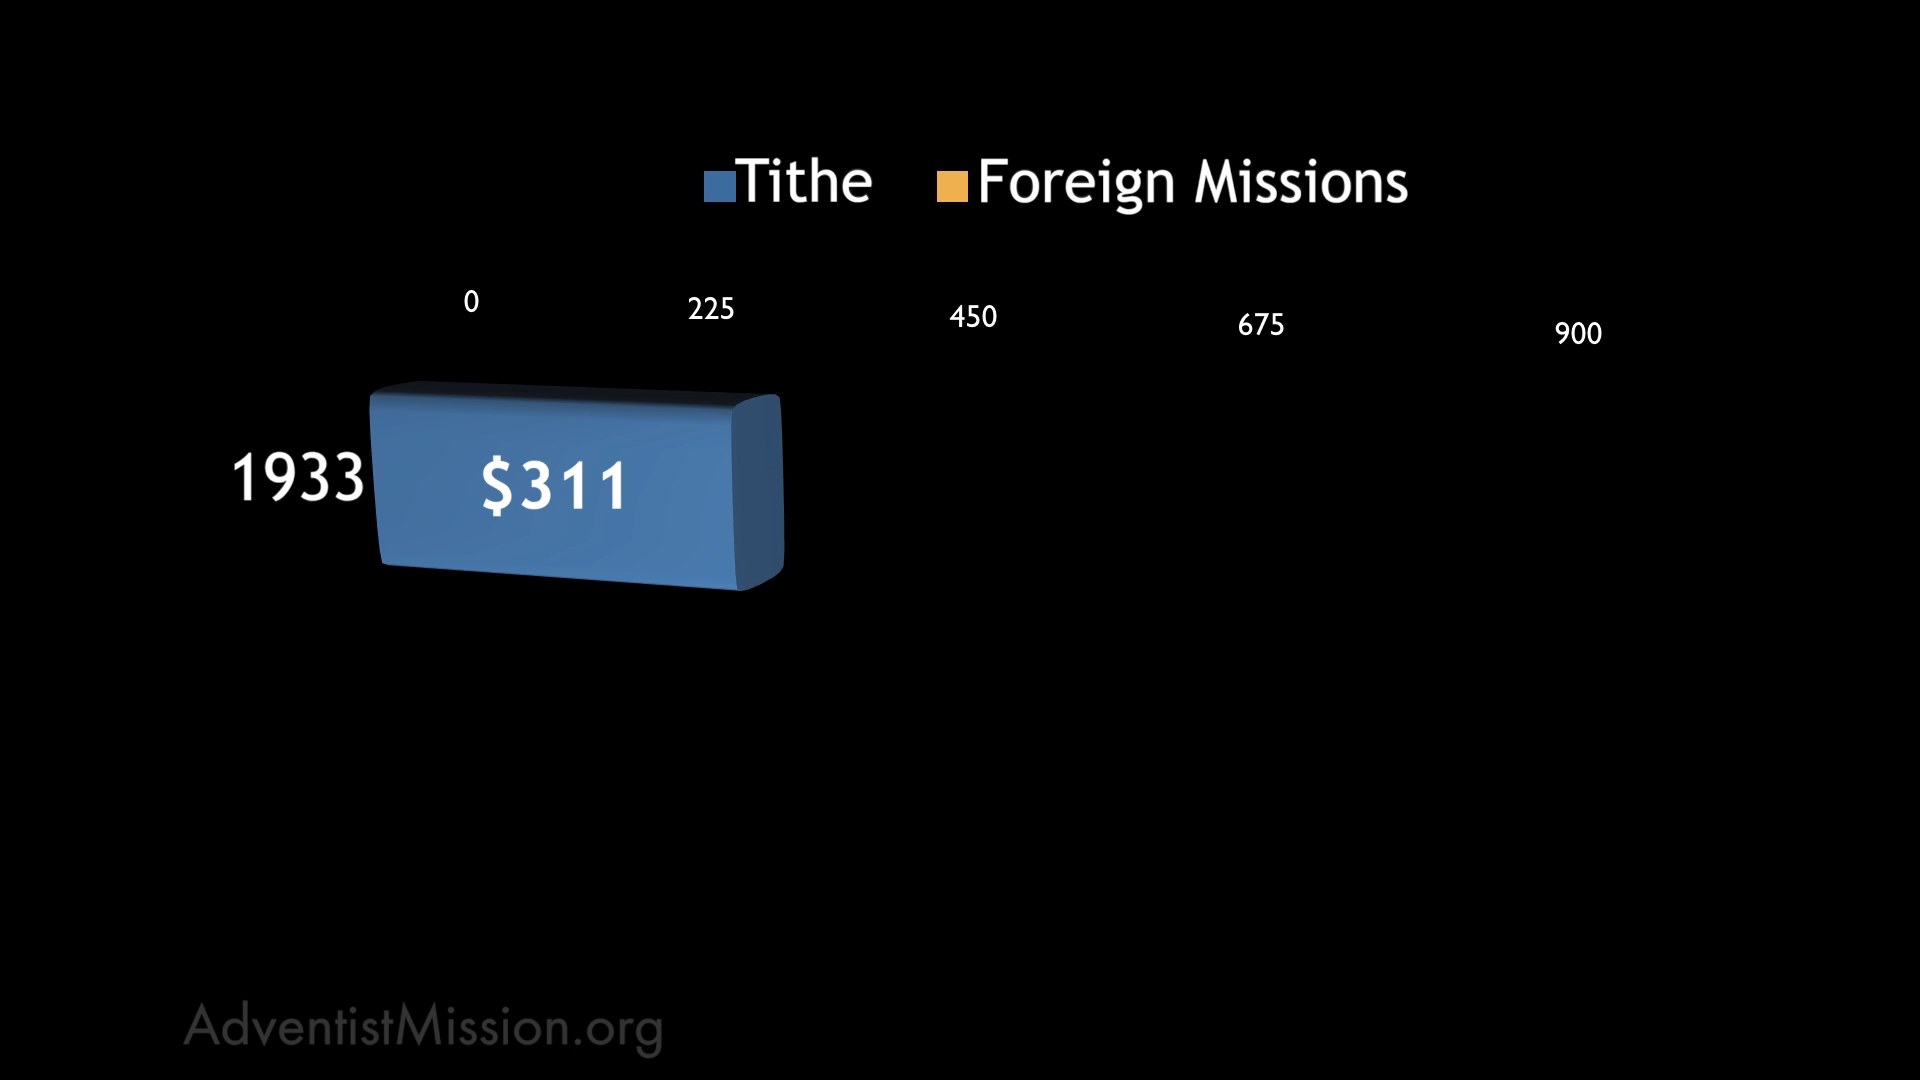 Tithe Foreign Missions
0 225 450 675 900
1933 $311
AdventistMission.org